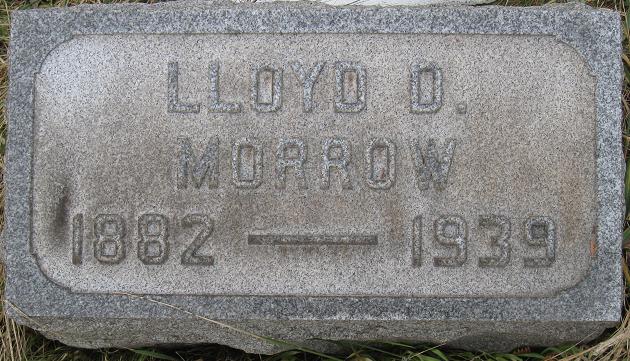 LLOYD D.
MORROW
1882 — 1939